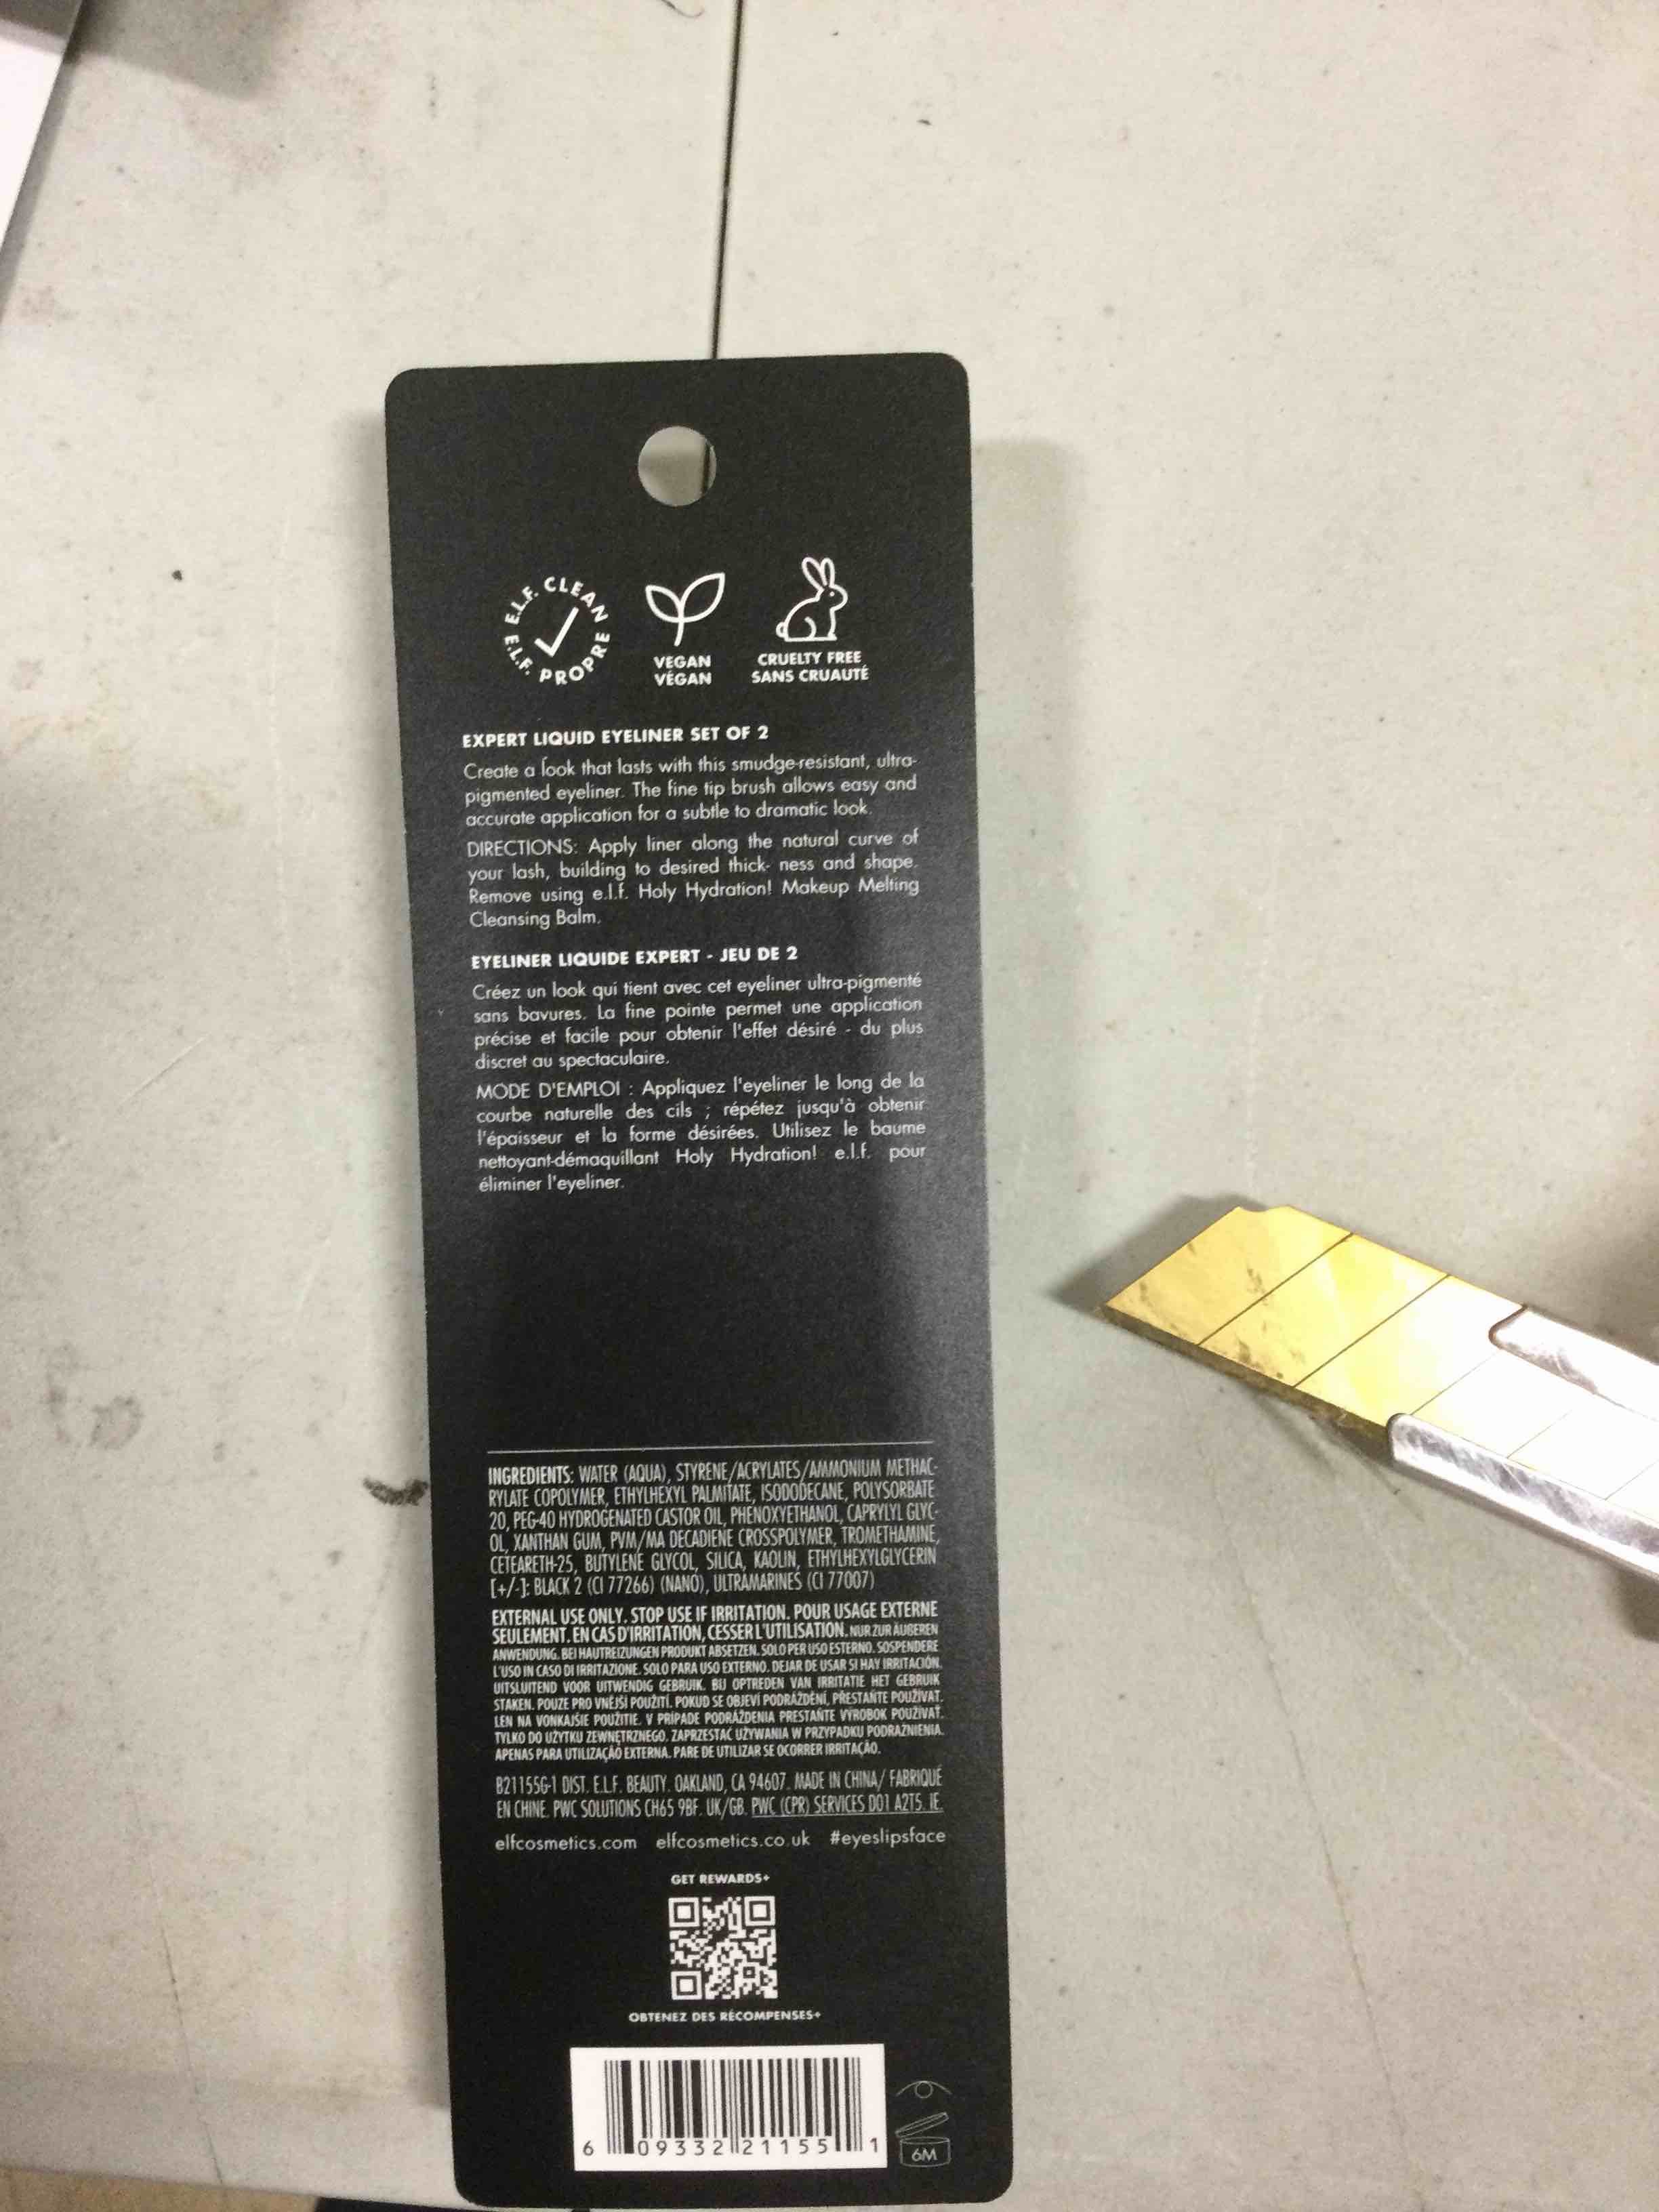 E.L.F. CLEAN
E.L.F. PROPRE
VEGAN
VÉGAN
CRUELTY FREE
SANS CRUAUTÉ
EXPERT LIQUID EYELINER SET OF 2
Create a look that lasts with this smudge-resistant, ultra-
pigmented eyeliner. The fine tip brush allows easy and
accurate application for a subtle to dramatic look.
DIRECTIONS: Apply liner along the natural curve of
your lash, building to desired thick- ness and shape.
Remove using e.l.f. Holy Hydration! Makeup Melting
Cleansing Balm.
EYELINER LIQUIDE EXPERT - JEU DE 2
Créez un look qui tient avec cet eyeliner ultra-pigmenté
sans bavures. La fine pointe permet une application
précise et facile pour obtenir l'effet désiré - du plus
discret au spectaculaire.
MODE D'EMPLOI : Appliquez l'eyeliner le long de la
courbe naturelle des cils ; répétez jusqu'à obtenir
l'épaisseur et la forme désirées. Utilisez le baume
nettoyant-démaquillant Holy Hydration! e.l.f. pour
éliminer l'eyeliner.
INGREDIENTS: WATER (AQUA), STYRENE/ACRYLATES/AMMONIUM METHAC-
RYLATE COPOLYMER, ETHYLHEXYL PALMITATE, ISODODECANE, POLYSORBATE
20, PEG-40 HYDROGENATED CASTOR OIL, PHENOXYETHANOL, CAPRYLYL GLYC-
OL, XANTHAN GUM, PVM/MA DECADIENE CROSSPOLYMER, TROMETHAMINE,
CETEARETH-25, BUTYLENE GLYCOL, SILICA, KAOLIN, ETHYLHEXYLGLYCERIN
[+/-]: BLACK 2 (CI 77266) (NANO), ULTRAMARINES (CI 77007)
EXTERNAL USE ONLY. STOP USE IF IRRITATION. POUR USAGE EXTERNE
SEULEMENT. EN CAS D'IRRITATION, CESSER L'UTILISATION. NUR ZUR ÄUßEREN
ANWENDUNG. BEI HAUTREIZUNGEN PRODUKT ABSETZEN. SOLO PER USO ESTERNO. SOSPENDERE
L'USO IN CASO DI IRRITAZIONE. SOLO PARA USO EXTERNO. DEJAR DE USAR SI HAY IRRITACIÓN.
UITSLUITEND VOOR UITWENDIG GEBRUIK. BIJ OPTREDEN VAN IRRITATIE HET GEBRUIK
STAKEN. POUZE PRO VNĚJŠÍ POUŽITÍ. POKUD SE OBJEVÍ PODRÁŽDĚNÍ, PŘESTAŇTE POUŽÍVAT.
LEN NA VONKAJŠIE POUŽITIE. V PRÍPADE PODRÁŽDENIA PRESTAŇTE VÝROBOK POUŽÍVAŤ.
TYLKO DO UŻYTKU ZEWNĘTRZNEGO. ZAPRZESTAĆ UŻYWANIA W PRZYPADKU PODRAŻNIENIA.
APENAS PARA UTILIZAÇÃO EXTERNA. PARE DE UTILIZAR SE OCORRER IRRITAÇÃO.
B21155G-1 DIST. E.L.F. BEAUTY. OAKLAND, CA 94607. MADE IN CHINA/ FABRIQUÉ
EN CHINE. PWC SOLUTIONS CH65 9BF. UK/GB. PWC (CPR) SERVICES D01 A2T5. IE.
elfcosmetics.com elfcosmetics.co.uk #eyeslipsface
GET REWARDS+
OBTENEZ DES RÉCOMPENSES+
6 09332 21155 1
6M